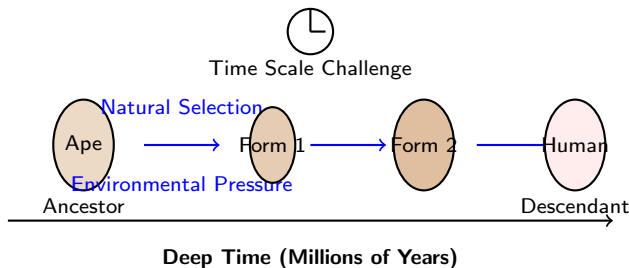 Time Scale Challenge
Natural Selection
Ape
Form 1
Form 2
Human
Environmental Pressure
Ancestor
Descendant
Deep Time (Millions of Years)